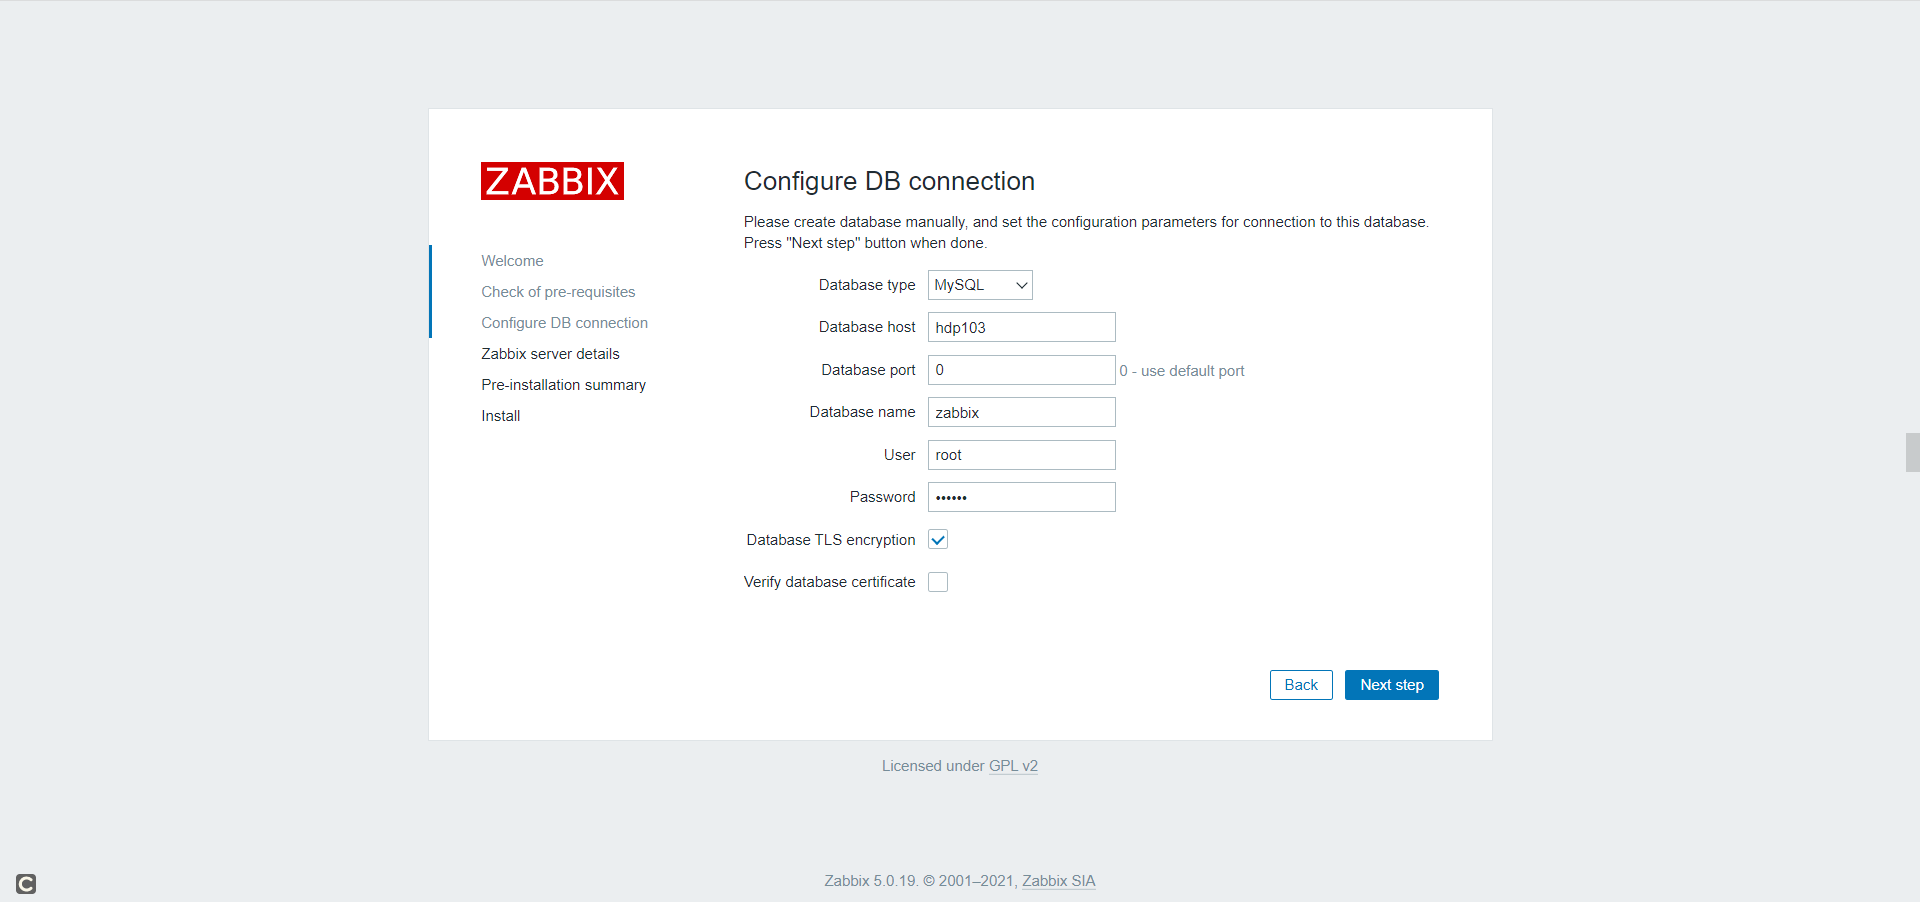 ZABBIX
Welcome
Check of pre-requisites
Configure DB connection
Zabbix server details
Pre-installation summary
Install
Configure DB connection
Please create database manually, and set the configuration parameters for connection to this database.
Press "Next step" button when done.
Database type MySQL
Database host hdp103
Database port 0 0 - use default port
Database name zabbix
User root
Password ••••••
Database TLS encryption
Verify database certificate
Back Next step
Licensed under GPL v2
Zabbix 5.0.19. © 2001–2021, Zabbix SIA
C